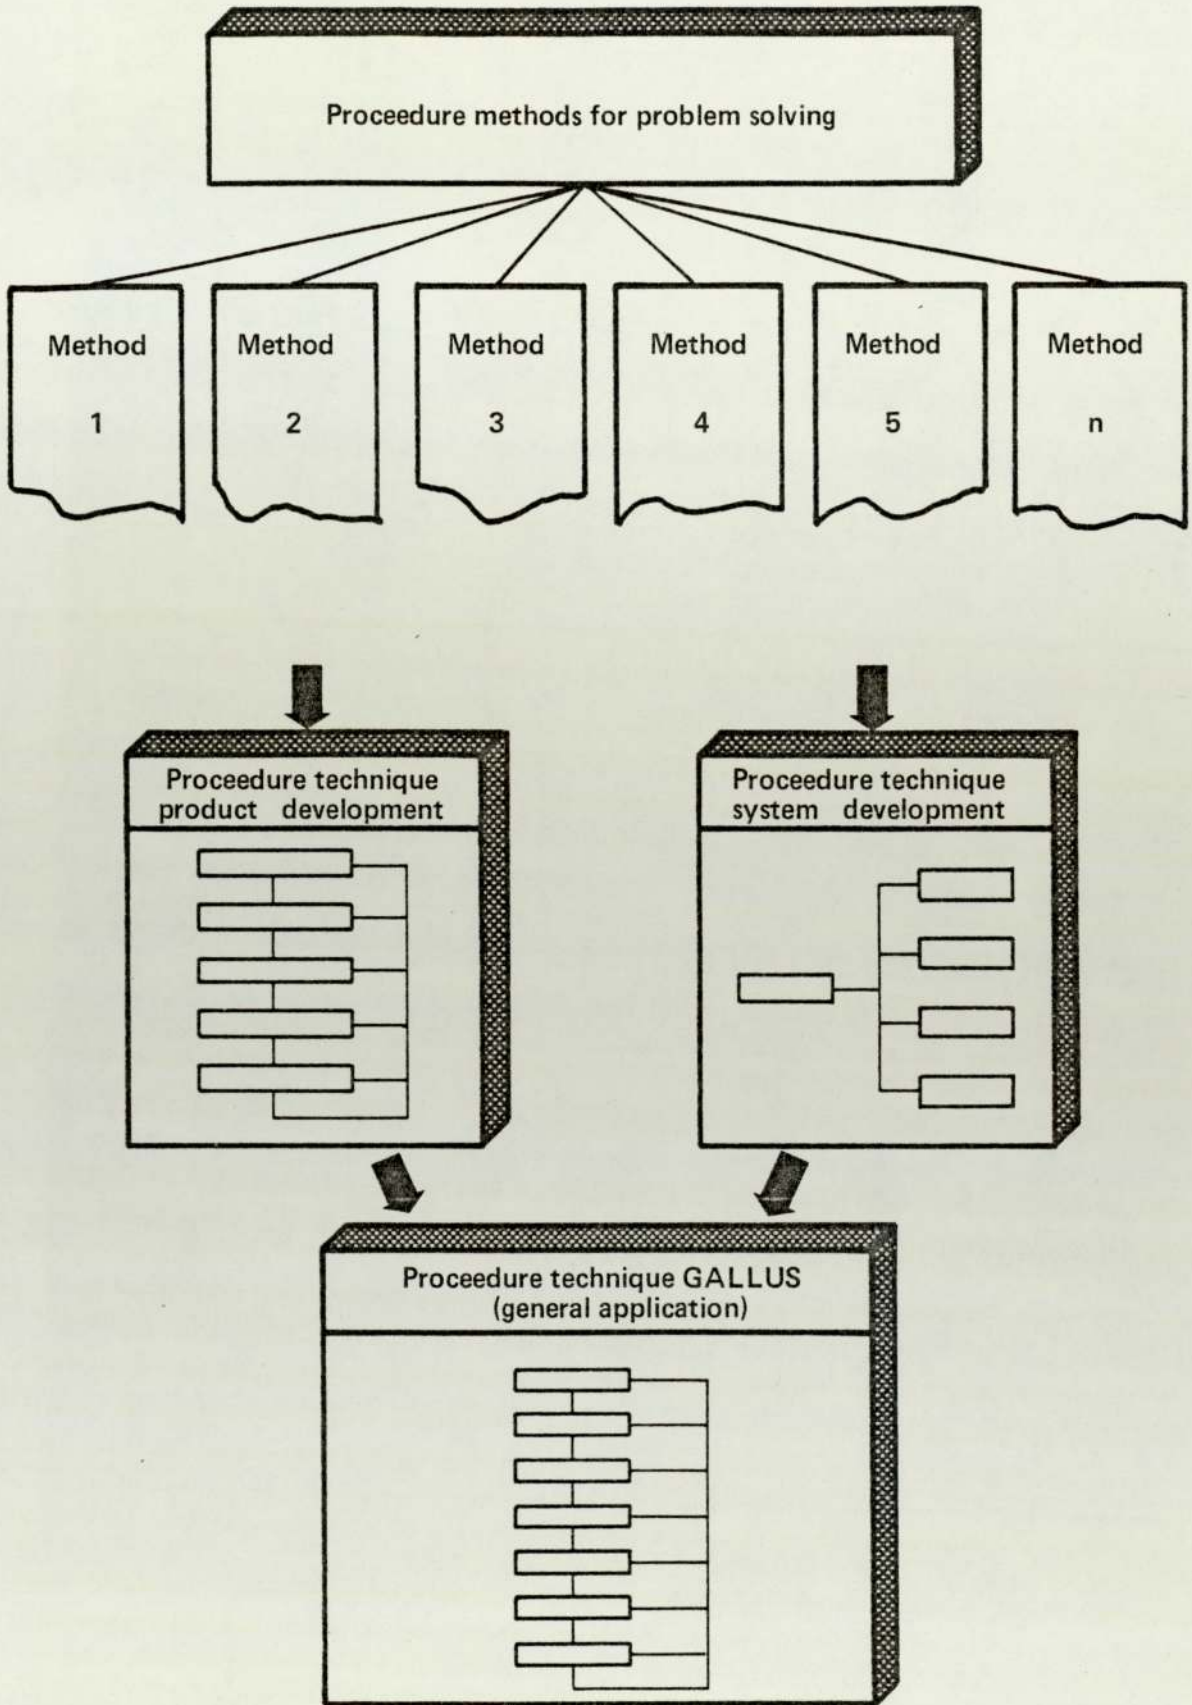 Proceedure methods for problem solving
Method
1
Method
2
Method
3
Method
4
Method
5
Method
n
Proceedure technique
product development
Proceedure technique
system development
Proceedure technique GALLUS
(general application)